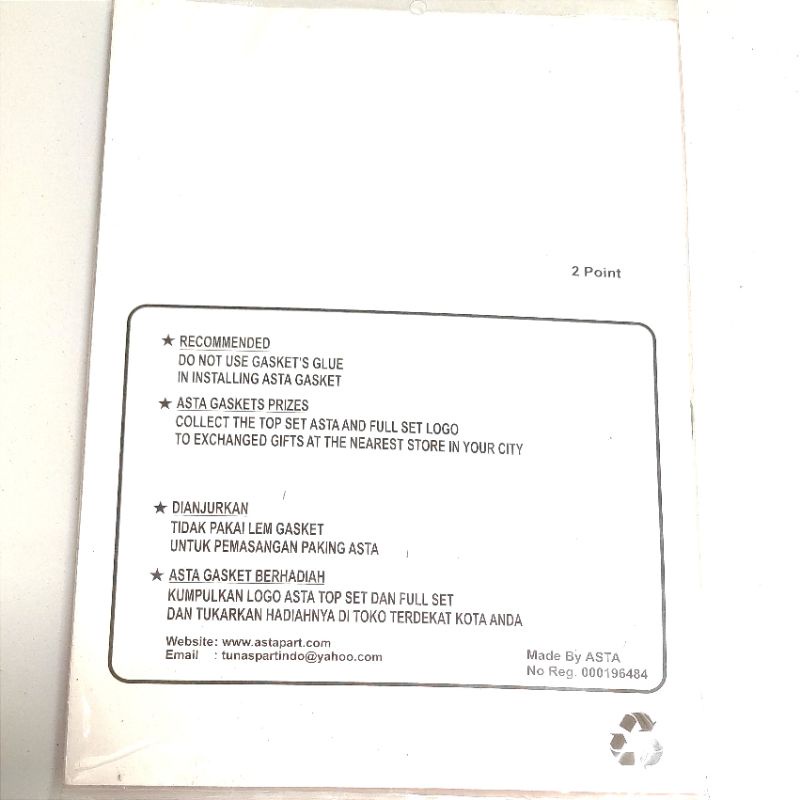 2 Point
★ RECOMMENDED
DO NOT USE GASKET'S GLUE
IN INSTALLING ASTA GASKET
★ ASTA GASKETS PRIZES
COLLECT THE TOP SET ASTA AND FULL SET LOGO
TO EXCHANGED GIFTS AT THE NEAREST STORE IN YOUR CITY
★ DIANJURKAN
TIDAK PAKAI LEM GASKET
UNTUK PEMASANGAN PAKING ASTA
★ ASTA GASKET BERHADIAH
KUMPULKAN LOGO ASTA TOP SET DAN FULL SET
DAN TUKARKAN HADIAHNYA DI TOKO TERDEKAT KOTA ANDA
Website: www.astapart.com
Email : tunaspartindo@yahoo.com
Made By ASTA
No Reg. 000196484